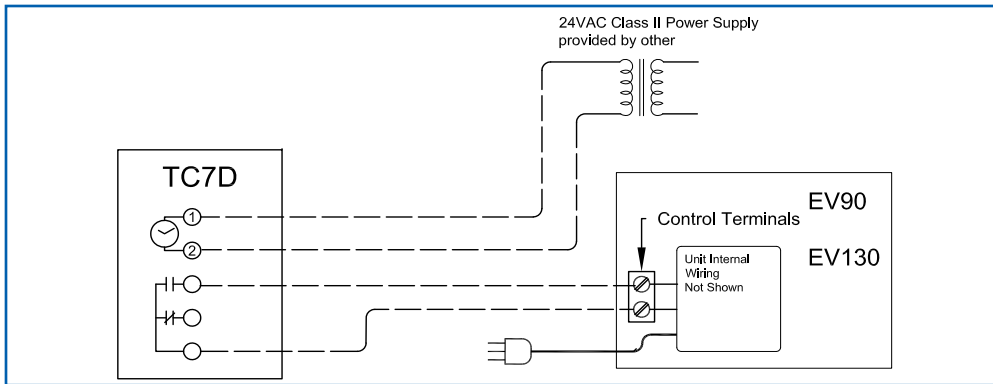 24VAC Class II Power Supply
provided by other
TC7D
1
2
EV90
Control Terminals
EV130
Unit Internal
Wiring
Not Shown